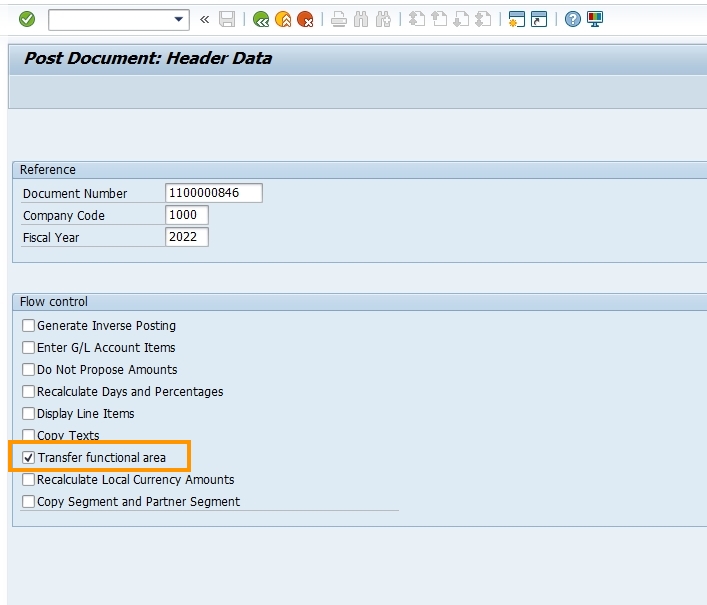 Post Document: Header Data
Reference
Document Number 1100000846
Company Code 1000
Fiscal Year 2022
Flow control
Generate Inverse Posting
Enter G/L Account Items
Do Not Propose Amounts
Recalculate Days and Percentages
Display Line Items
Copy Texts
Transfer functional area
Recalculate Local Currency Amounts
Copy Segment and Partner Segment